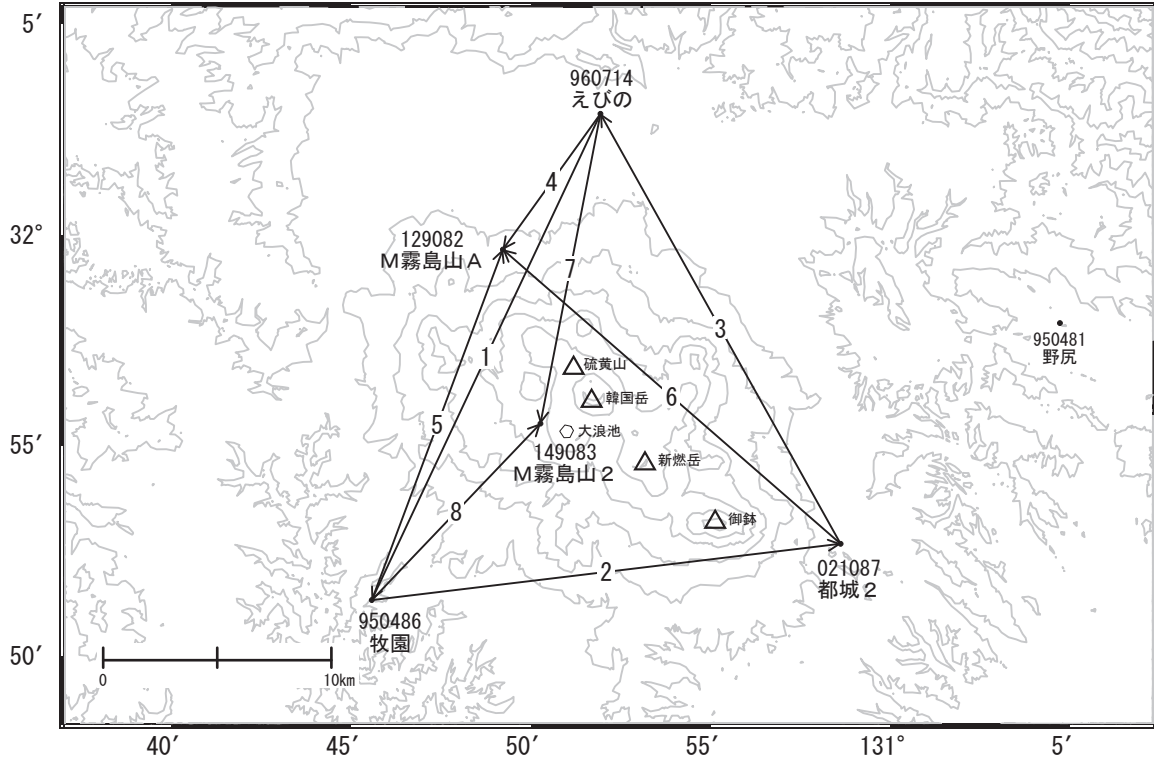 5′
960714
えびの
4
32°
129082
M霧島山A
7
3
950481
野尻
1
硫黄山
韓国岳
6
5
大浪池
55′
149083
M霧島山2
新燃岳
8
御鉢
2
021087
都城2
950486
牧園
50′
0
10km
40′
45′
50′
55′
131°
5′